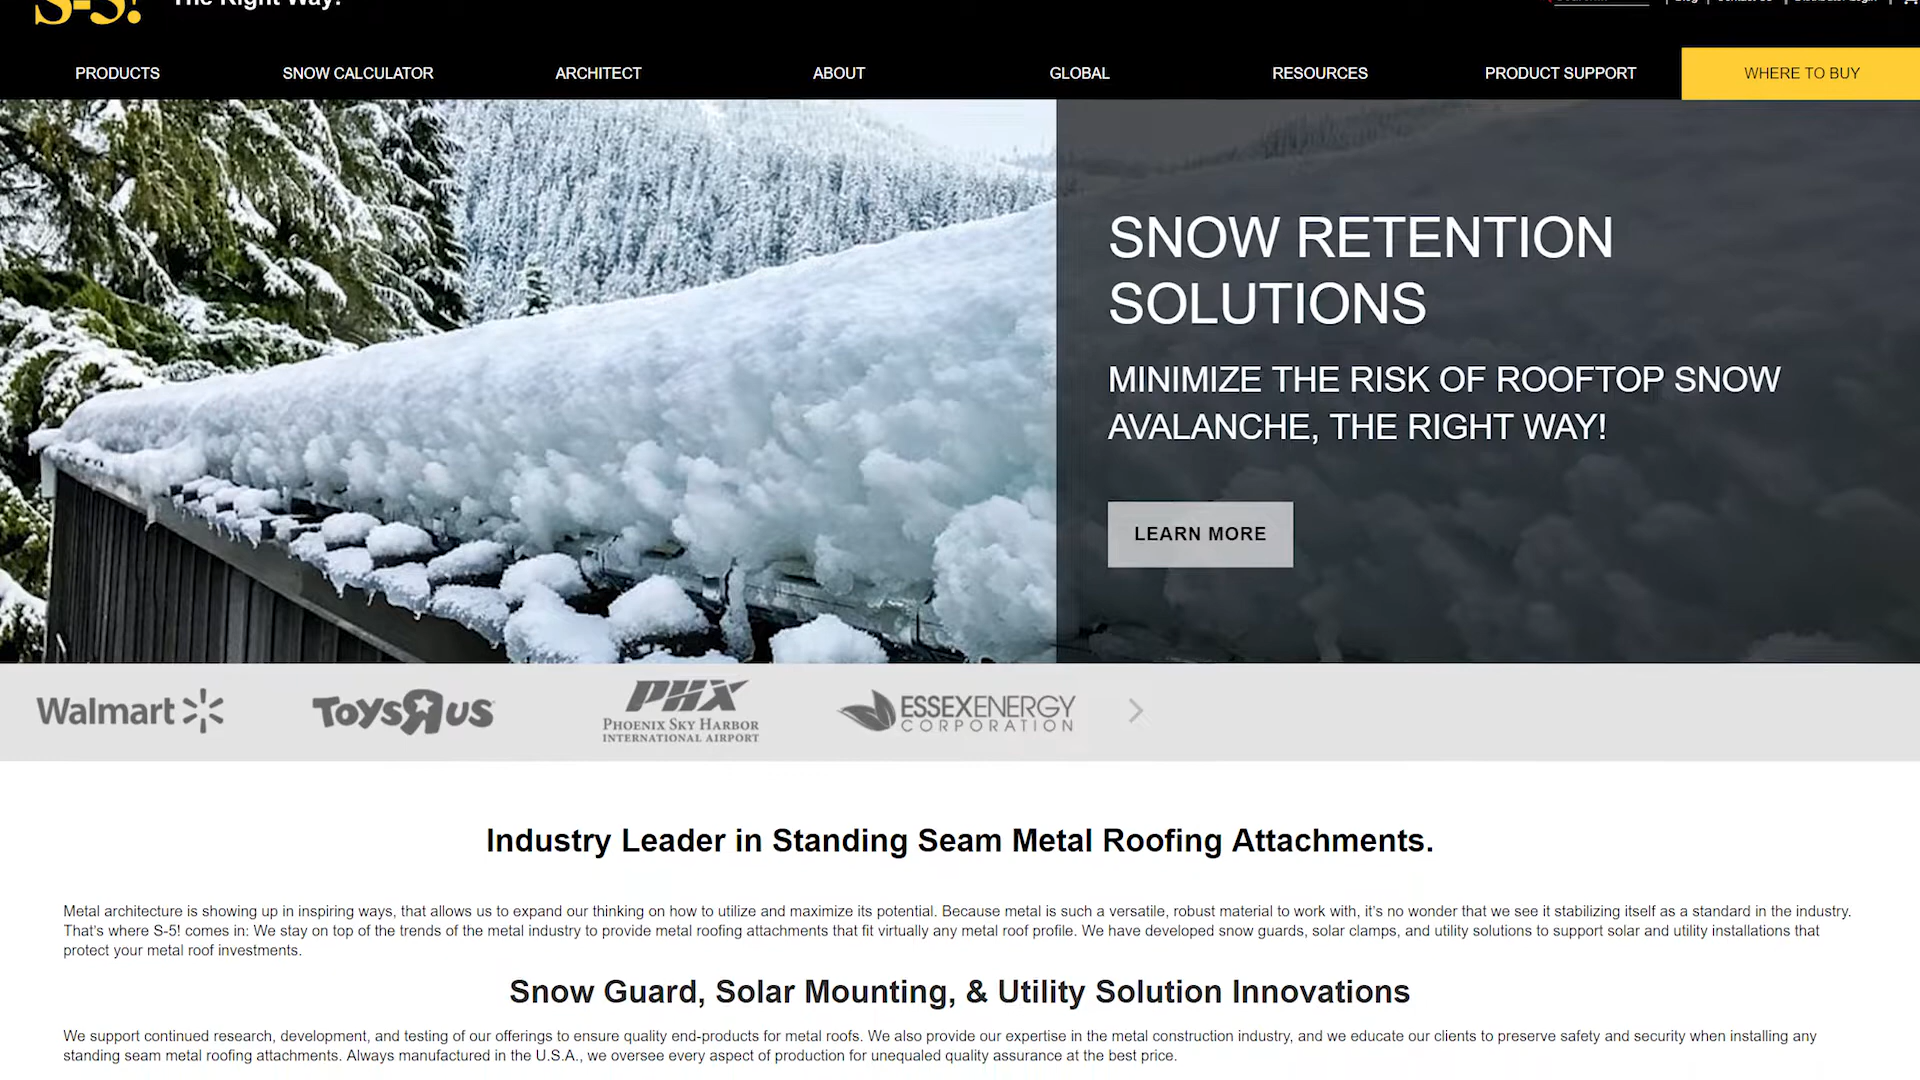 S-5! The Right Way!
Blog Contact Us Distributor Login
PRODUCTS SNOW CALCULATOR ARCHITECT ABOUT GLOBAL RESOURCES PRODUCT SUPPORT WHERE TO BUY
SNOW RETENTION
SOLUTIONS
MINIMIZE THE RISK OF ROOFTOP SNOW
AVALANCHE, THE RIGHT WAY!
LEARN MORE
Walmart
Toys R us
PHX
PHOENIX SKY HARBOR
INTERNATIONAL AIRPORT
ESSEXENERGY
CORPORATION
Industry Leader in Standing Seam Metal Roofing Attachments.
Metal architecture is showing up in inspiring ways, that allows us to expand our thinking on how to utilize and maximize its potential. Because metal is such a versatile, robust material to work with, it's no wonder that we see it stabilizing itself as a standard in the industry.
That's where S-5! comes in: We stay on top of the trends of the metal industry to provide metal roofing attachments that fit virtually any metal roof profile. We have developed snow guards, solar clamps, and utility solutions to support solar and utility installations that
protect your metal roof investments.
Snow Guard, Solar Mounting, & Utility Solution Innovations
We support continued research, development, and testing of our offerings to ensure quality end-products for metal roofs. We also provide our expertise in the metal construction industry, and we educate our clients to preserve safety and security when installing any
standing seam metal roofing attachments. Always manufactured in the U.S.A., we oversee every aspect of production for unequaled quality assurance at the best price.